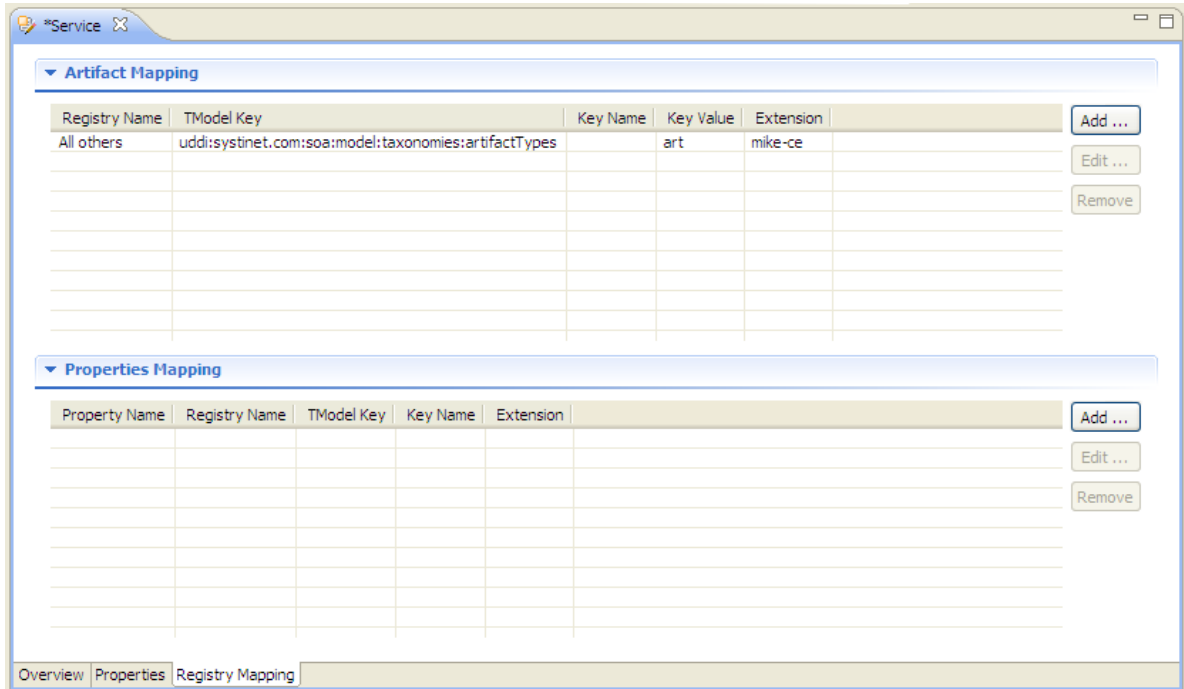 *Service
Artifact Mapping
Registry Name TModel Key Key Name Key Value Extension
All others uddi:systinet.com:soa:model:taxonomies:artifactTypes art mike-ce
Add ...
Edit ...
Remove
Properties Mapping
Property Name Registry Name TModel Key Key Name Extension
Add ...
Edit ...
Remove
Overview Properties Registry Mapping